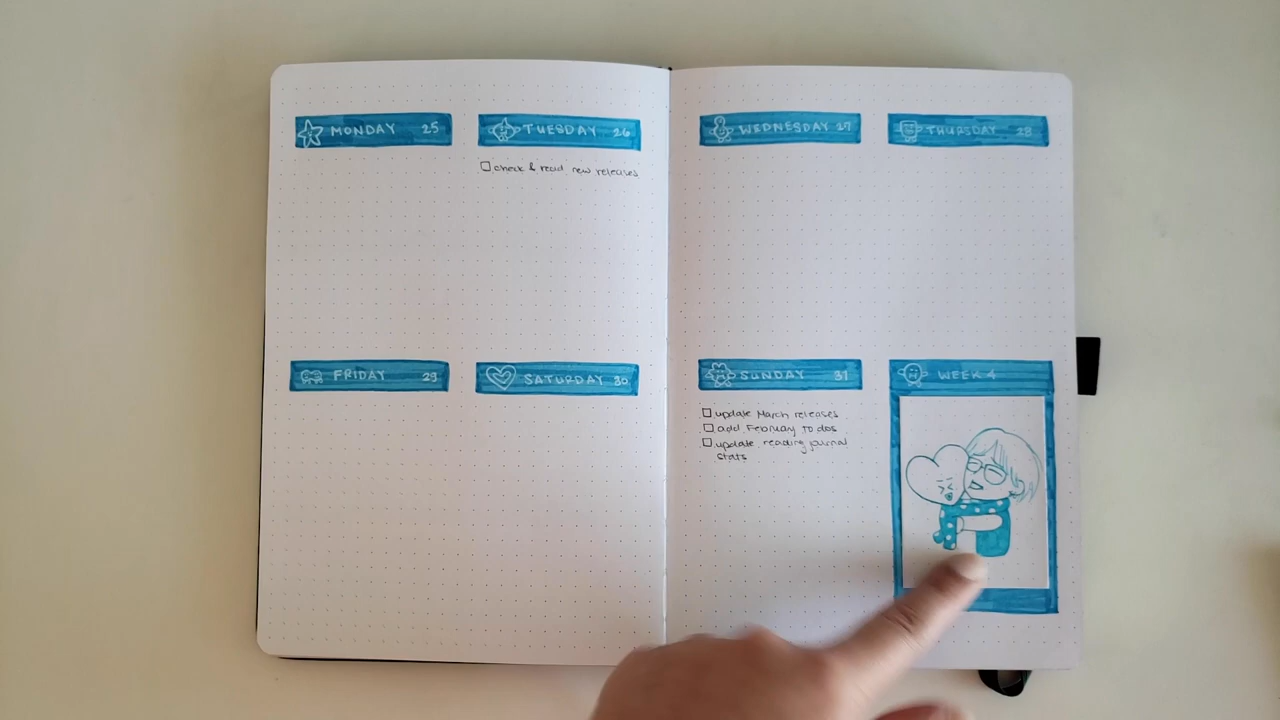 MONDAY 25
TUESDAY 26
check & read new releases
WEDNESDAY 27
THURSDAY 28
FRIDAY 29
SATURDAY 30
SUNDAY 31
update March releases
add February to dos
update reading journal
stats
WEEK 4